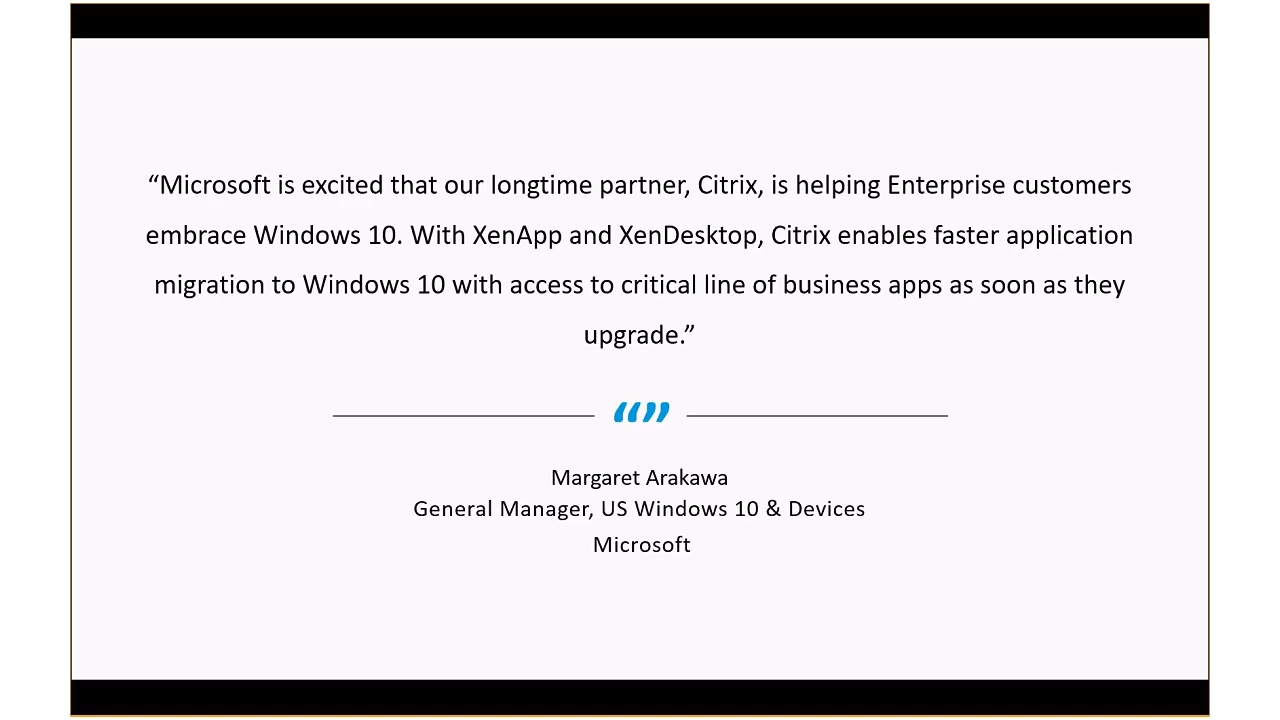 “Microsoft is excited that our longtime partner, Citrix, is helping Enterprise customers
embrace Windows 10. With XenApp and XenDesktop, Citrix enables faster application
migration to Windows 10 with access to critical line of business apps as soon as they
upgrade.”
“”
Margaret Arakawa
General Manager, US Windows 10 & Devices
Microsoft